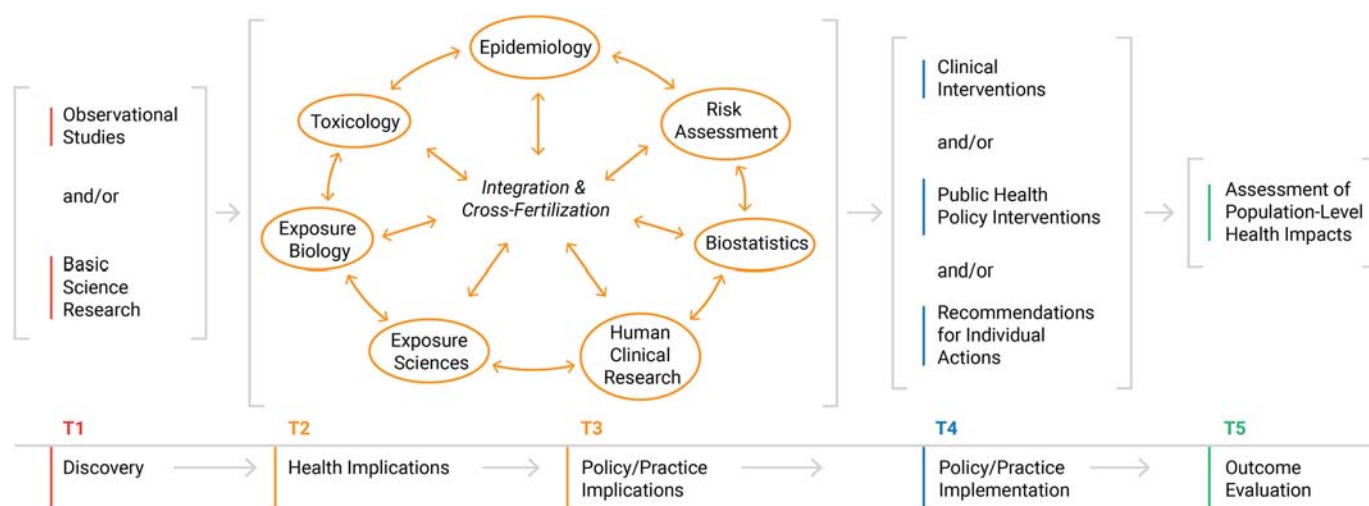 Observational
Studies
and/or
Basic
Science
Research
Epidemiology
Toxicology
Risk
Assessment
Integration &
Cross-Fertilization
Exposure
Biology
Biostatistics
Exposure
Sciences
Human
Clinical
Research
Clinical
Interventions
and/or
Public Health
Policy Interventions
and/or
Recommendations
for Individual
Actions
Assessment of
Population-Level
Health Impacts
T1
T2
T3
T4
T5
Discovery
Health Implications
Policy/Practice
Implications
Policy/Practice
Implementation
Outcome
Evaluation